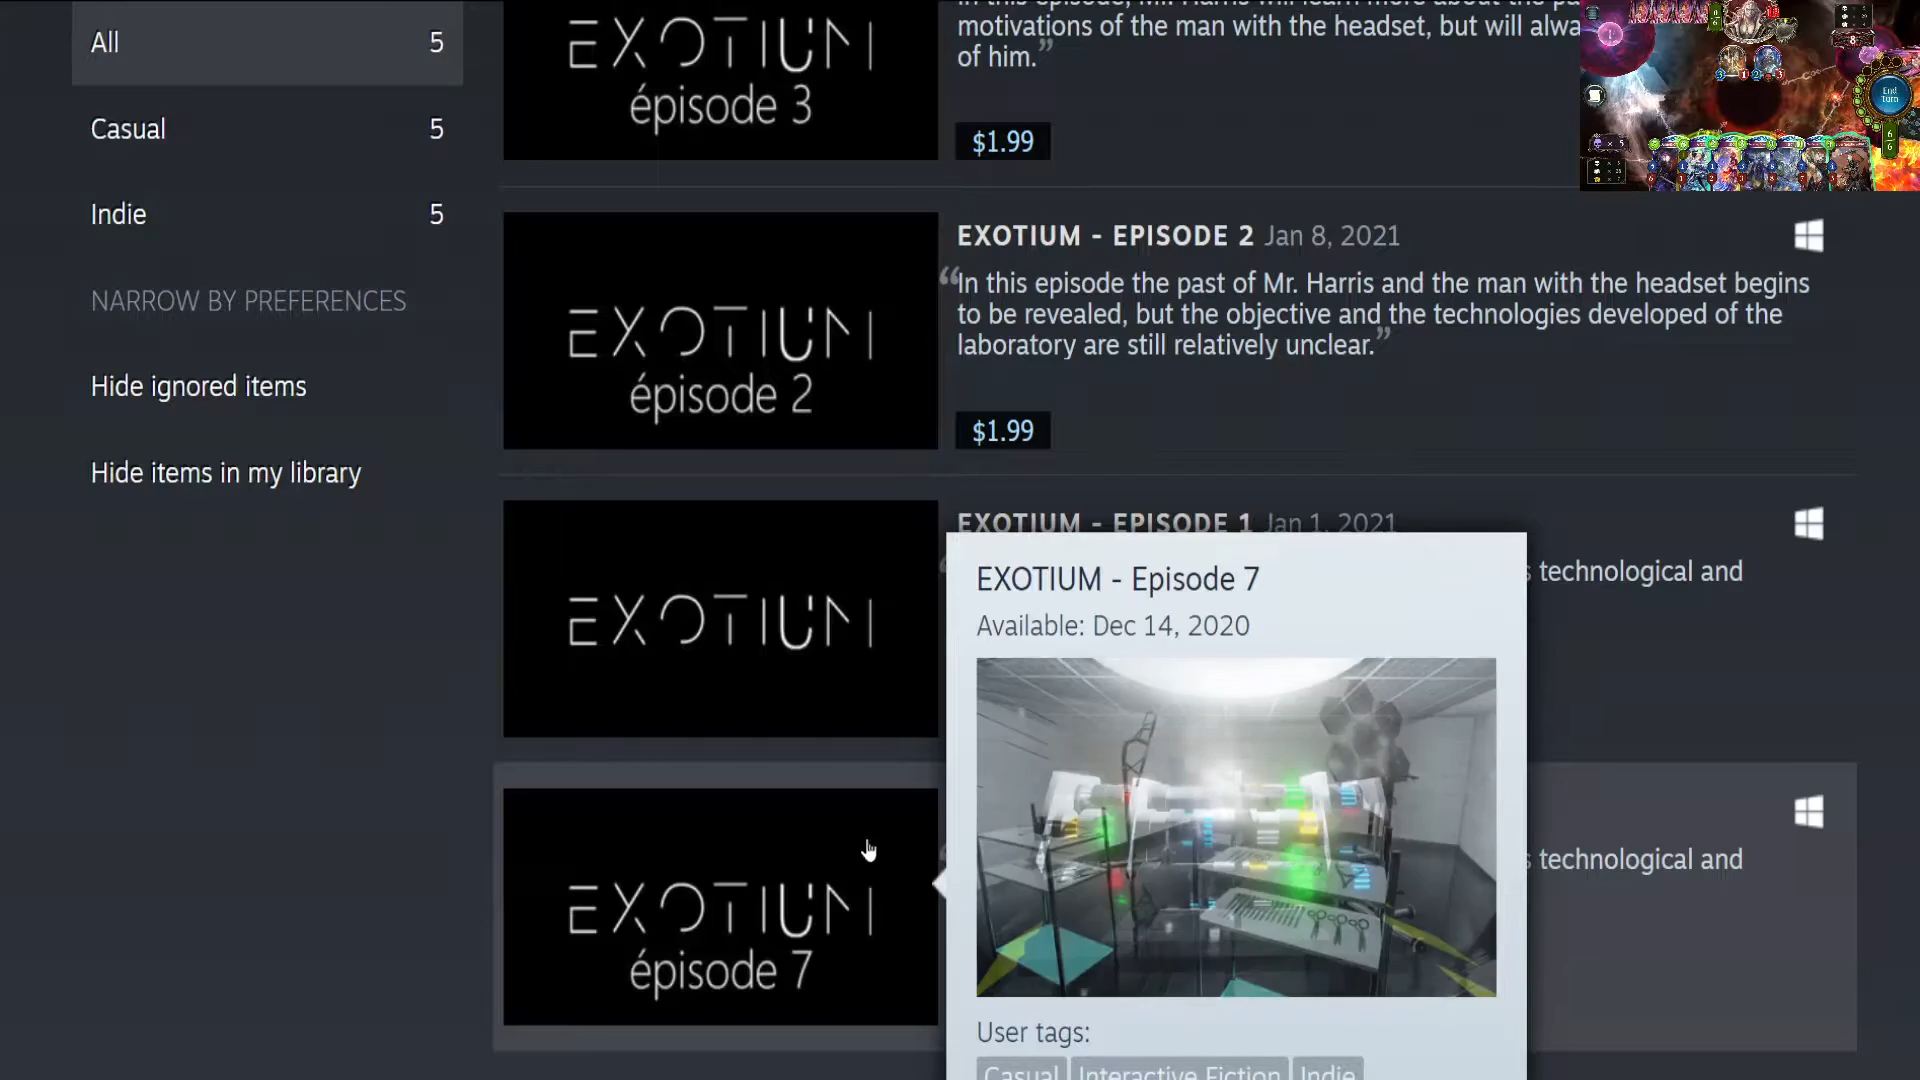 All 5
Casual 5
Indie 5
NARROW BY PREFERENCES
Hide ignored items
Hide items in my library
EXOTIUM
épisode 3
motivations of the man with the headset, but will alwa
of him.”
$1.99
EXOTIUM
épisode 2
EXOTIUM - EPISODE 2 Jan 8, 2021
“In this episode the past of Mr. Harris and the man with the headset begins
to be revealed, but the objective and the technologies developed of the
laboratory are still relatively unclear.”
$1.99
EXOTIUM
EXOTIUM - EPISODE 1 Jan 1, 2021
technological and
EXOTIUM
épisode 7
technological and
EXOTIUM - Episode 7
Available: Dec 14, 2020
User tags:
Casual Interactive Fiction Indie
End
Turn
6
6